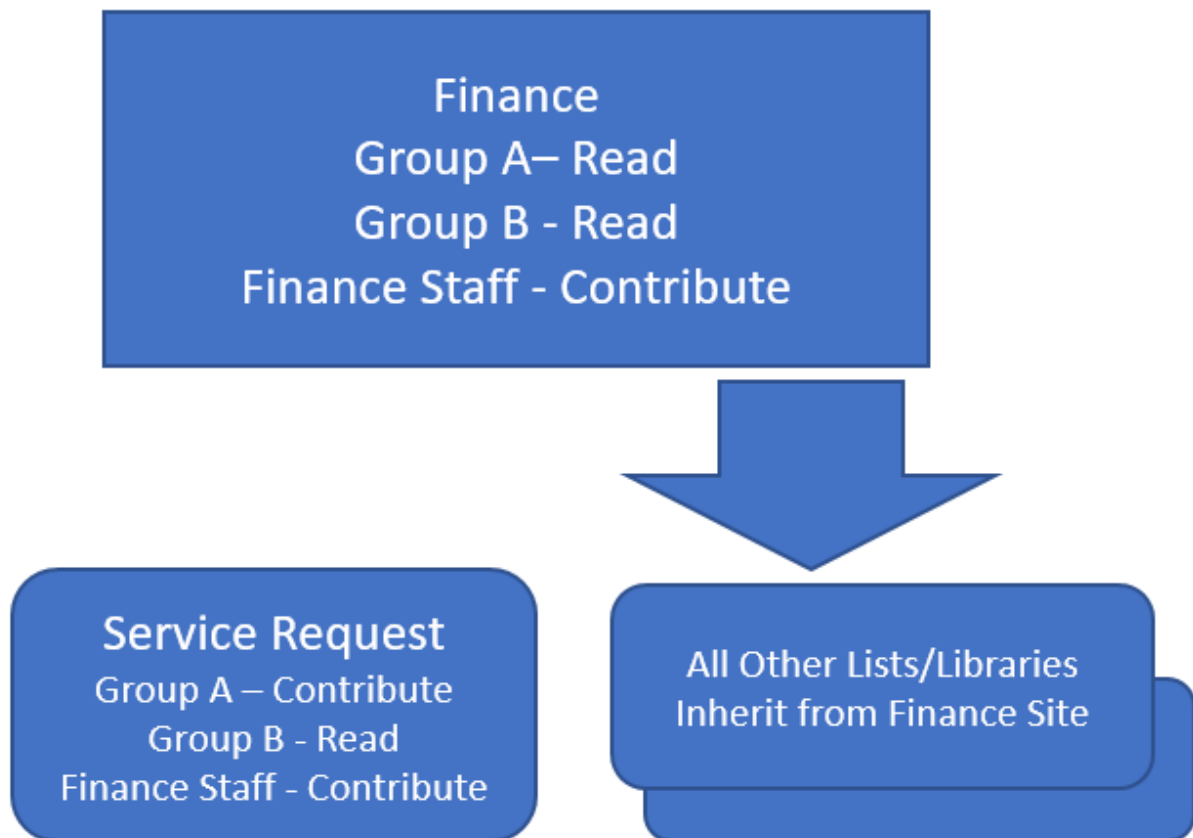 Finance
Group A– Read
Group B - Read
Finance Staff - Contribute
Service Request
Group A – Contribute
Group B - Read
Finance Staff - Contribute
All Other Lists/Libraries
Inherit from Finance Site